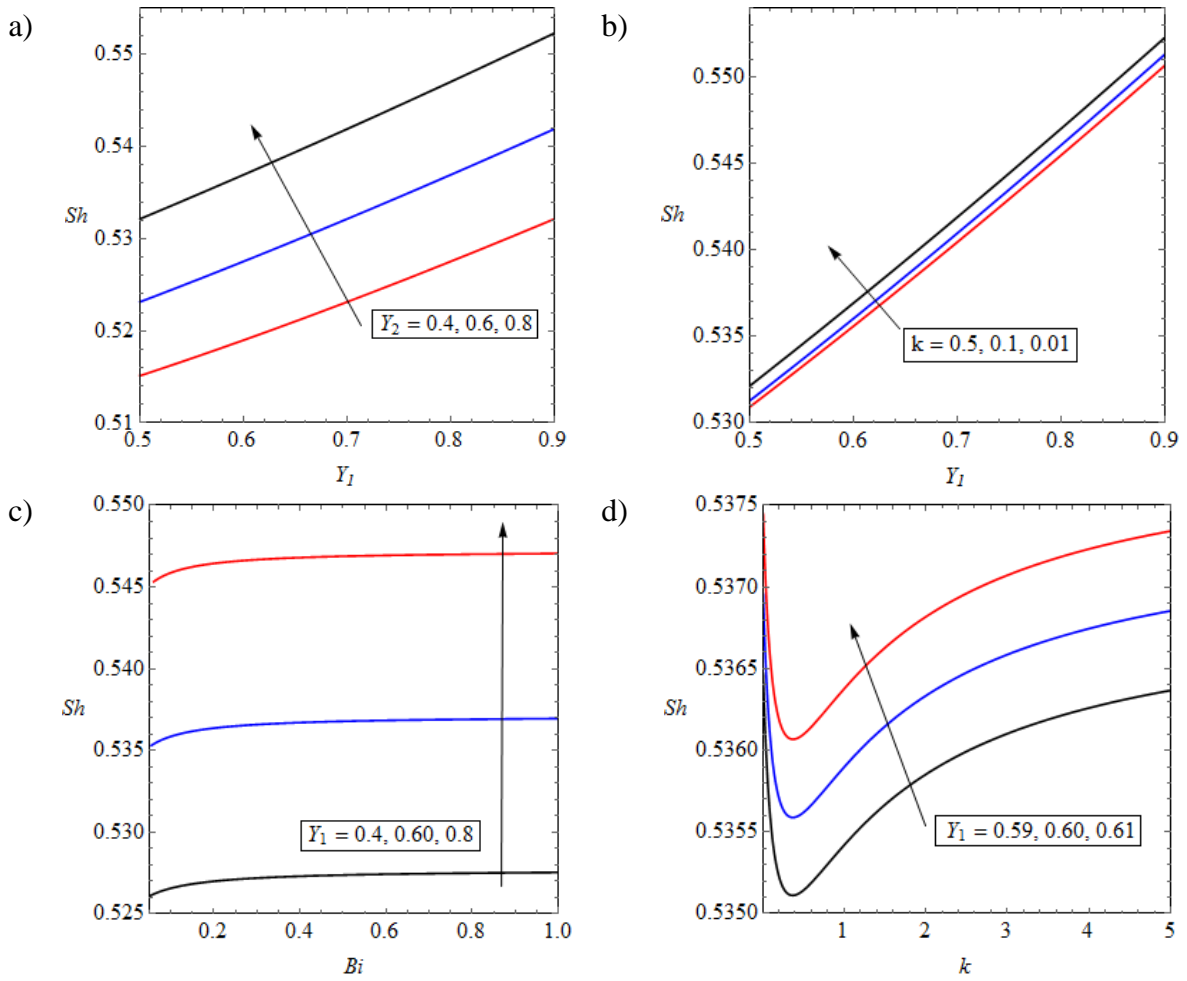 a)
0.55
0.54
Sh
0.53
0.52
0.51
Y2 = 0.4, 0.6, 0.8
0.5 0.6 0.7 0.8 0.9
Y1
b)
0.550
0.545
Sh
0.540
0.535
0.530
k = 0.5, 0.1, 0.01
0.5 0.6 0.7 0.8 0.9
Y1
c)
0.550
0.545
0.540
Sh
0.535
0.530
0.525
Y1 = 0.4, 0.60, 0.8
0.2 0.4 0.6 0.8 1.0
Bi
d)
0.5375
0.5370
0.5365
Sh
0.5360
0.5355
0.5350
Y1 = 0.59, 0.60, 0.61
1 2 3 4 5
k